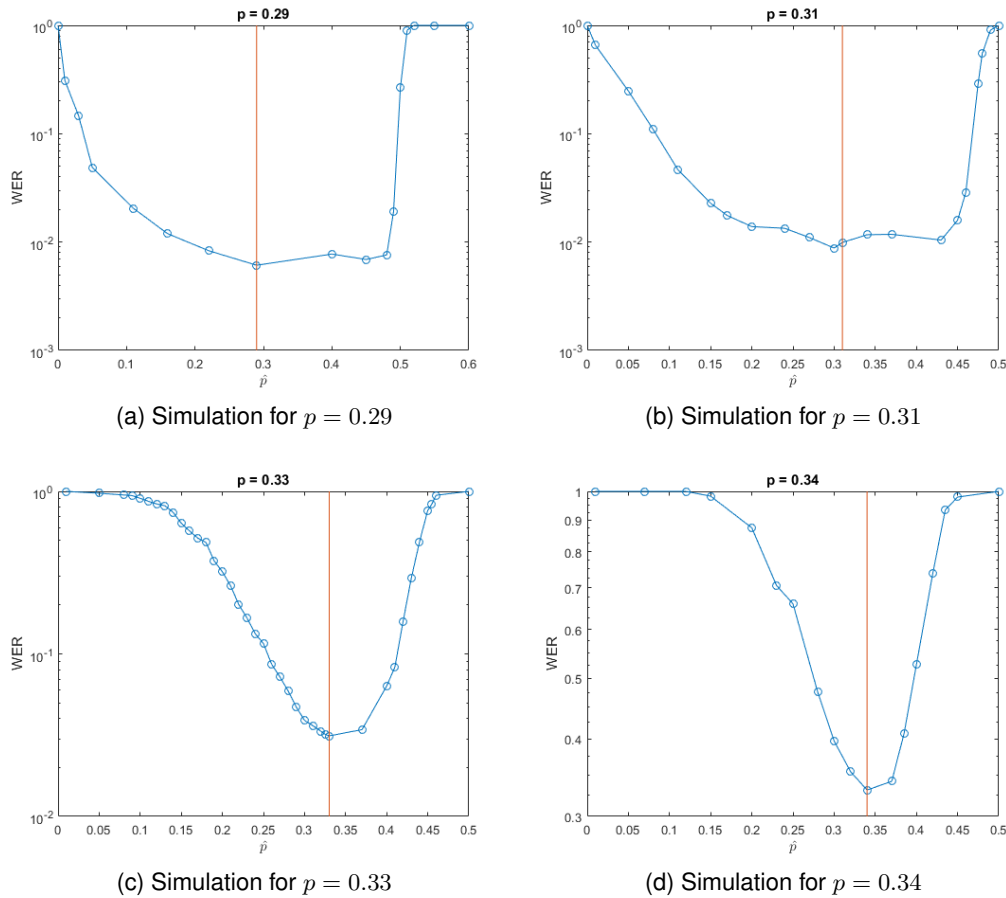 p = 0.29
10^0
10^-1
10^-2
10^-3
WER
0 0.1 0.2 0.3 0.4 0.5 0.6
p̂
(a) Simulation for p = 0.29
p = 0.31
10^0
10^-1
10^-2
10^-3
WER
0 0.05 0.1 0.15 0.2 0.25 0.3 0.35 0.4 0.45 0.5
p̂
(b) Simulation for p = 0.31
p = 0.33
10^0
10^-1
10^-2
WER
0 0.05 0.1 0.15 0.2 0.25 0.3 0.35 0.4 0.45 0.5
p̂
(c) Simulation for p = 0.33
p = 0.34
1
0.9
0.8
0.7
0.6
0.5
0.4
0.3
WER
0 0.05 0.1 0.15 0.2 0.25 0.3 0.35 0.4 0.45 0.5
p̂
(d) Simulation for p = 0.34